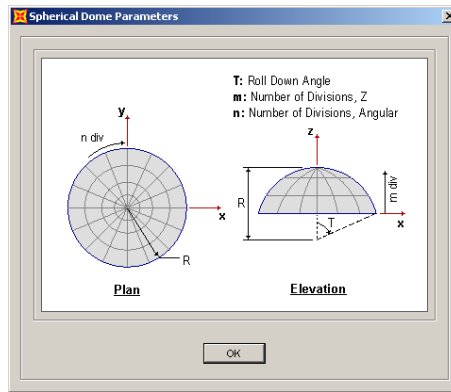 Spherical Dome Parameters
T: Roll Down Angle
m: Number of Divisions, Z
n: Number of Divisions, Angular
y
z
n div
R
m div
x
T
x
R
Plan
Elevation
OK